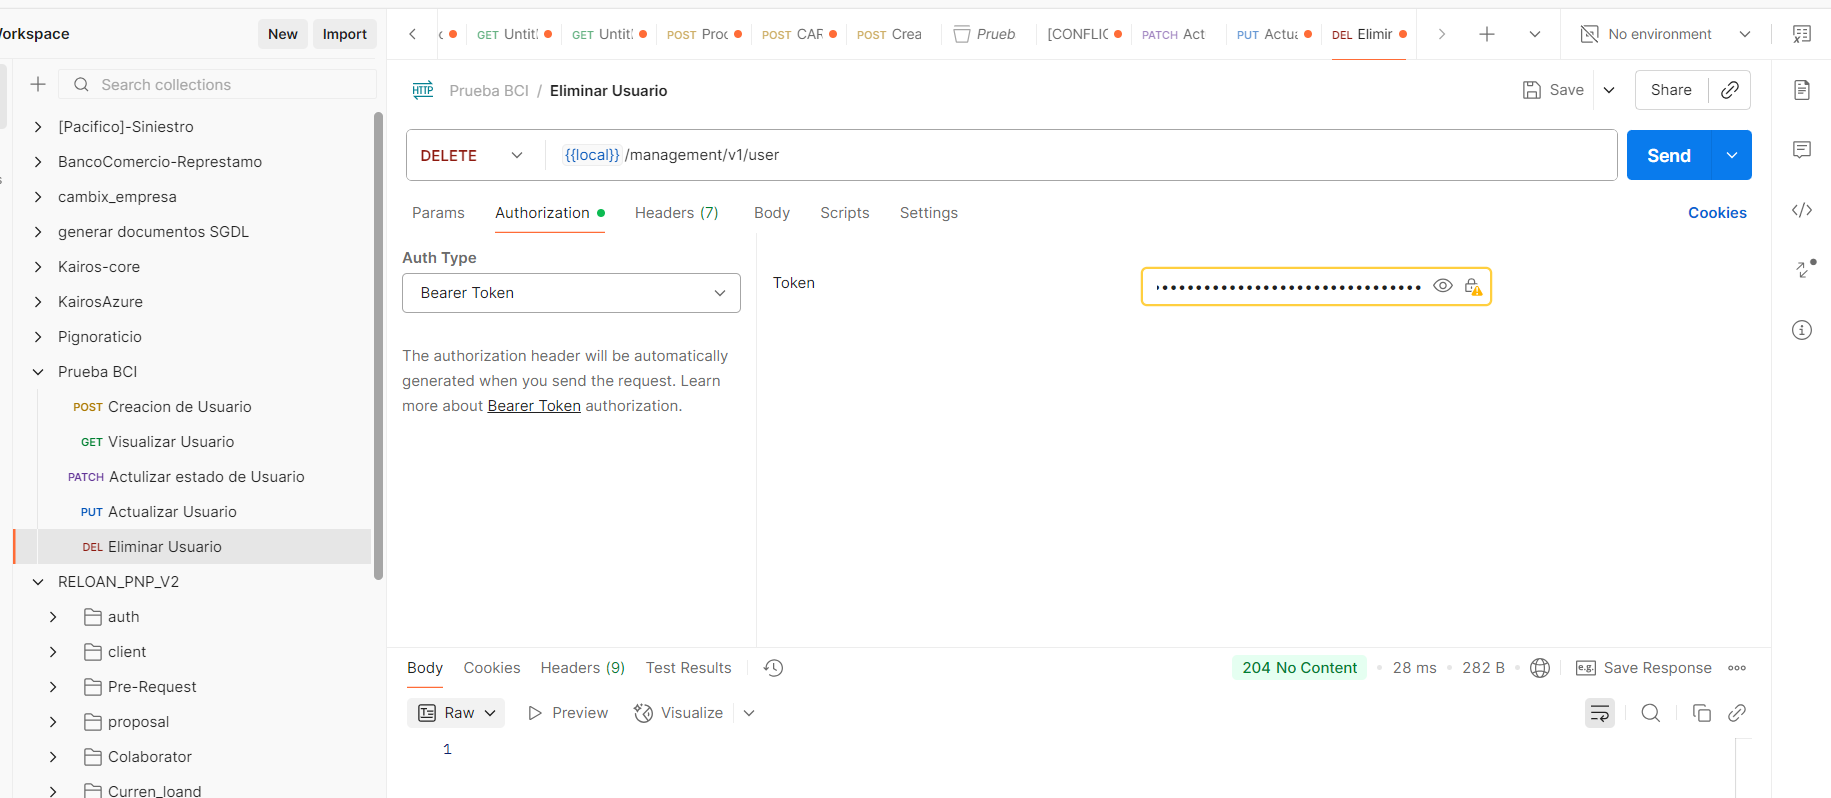 Workspace
New
Import
GET Untit
GET Untit
POST Proc
POST CAR
POST Crea
Prueb
[CONFLIC
PATCH Act
PUT Actua
DEL Elimir
No environment
Search collections
[Pacifico]-Siniestro
BancoComercio-Represtamo
cambix_empresa
generar documentos SGDL
Kairos-core
KairosAzure
Pignoraticio
Prueba BCI
POST Creacion de Usuario
GET Visualizar Usuario
PATCH Actulizar estado de Usuario
PUT Actualizar Usuario
DEL Eliminar Usuario
RELOAN_PNP_V2
auth
client
Pre-Request
proposal
Colaborator
Curren_loand
HTTP Prueba BCI / Eliminar Usuario
Save
Share
DELETE
{{local}} /management/v1/user
Send
Params
Authorization
Headers (7)
Body
Scripts
Settings
Cookies
Auth Type
Bearer Token
The authorization header will be automatically
generated when you send the request. Learn
more about Bearer Token authorization.
Token
Body
Cookies
Headers (9)
Test Results
204 No Content
28 ms
282 B
e.g. Save Response
Raw
Preview
Visualize
1